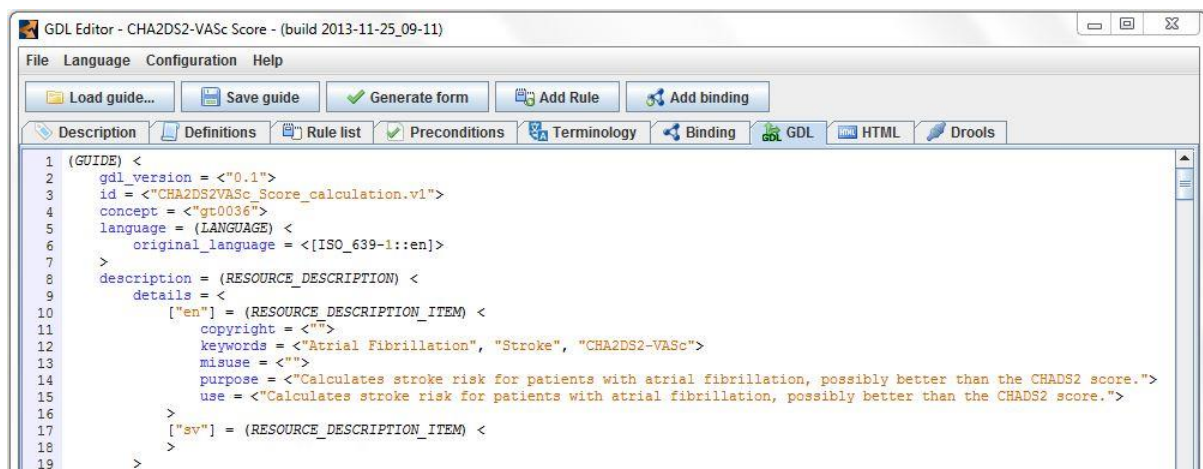 GDL Editor - CHA2DS2-VASc Score - (build 2013-11-25_09-11)
File Language Configuration Help
Load guide... Save guide Generate form Add Rule Add binding
Description Definitions Rule list Preconditions Terminology Binding GDL HTML Drools
1 (GUIDE) <
2 gdl_version = <"0.1">
3 id = <"CHA2DS2VASc_Score_calculation.v1">
4 concept = <"gt0036">
5 language = (LANGUAGE) <
6 original_language = <[ISO_639-1::en]>
7 >
8 description = (RESOURCE_DESCRIPTION) <
9 details = <
10 ["en"] = (RESOURCE_DESCRIPTION_ITEM) <
11 copyright = <"">
12 keywords = <"Atrial Fibrillation", "Stroke", "CHA2DS2-VASc">
13 misuse = <"">
14 purpose = <"Calculates stroke risk for patients with atrial fibrillation, possibly better than the CHADS2 score.">
15 use = <"Calculates stroke risk for patients with atrial fibrillation, possibly better than the CHADS2 score.">
16 >
17 ["sv"] = (RESOURCE_DESCRIPTION_ITEM) <
18 >
19 >